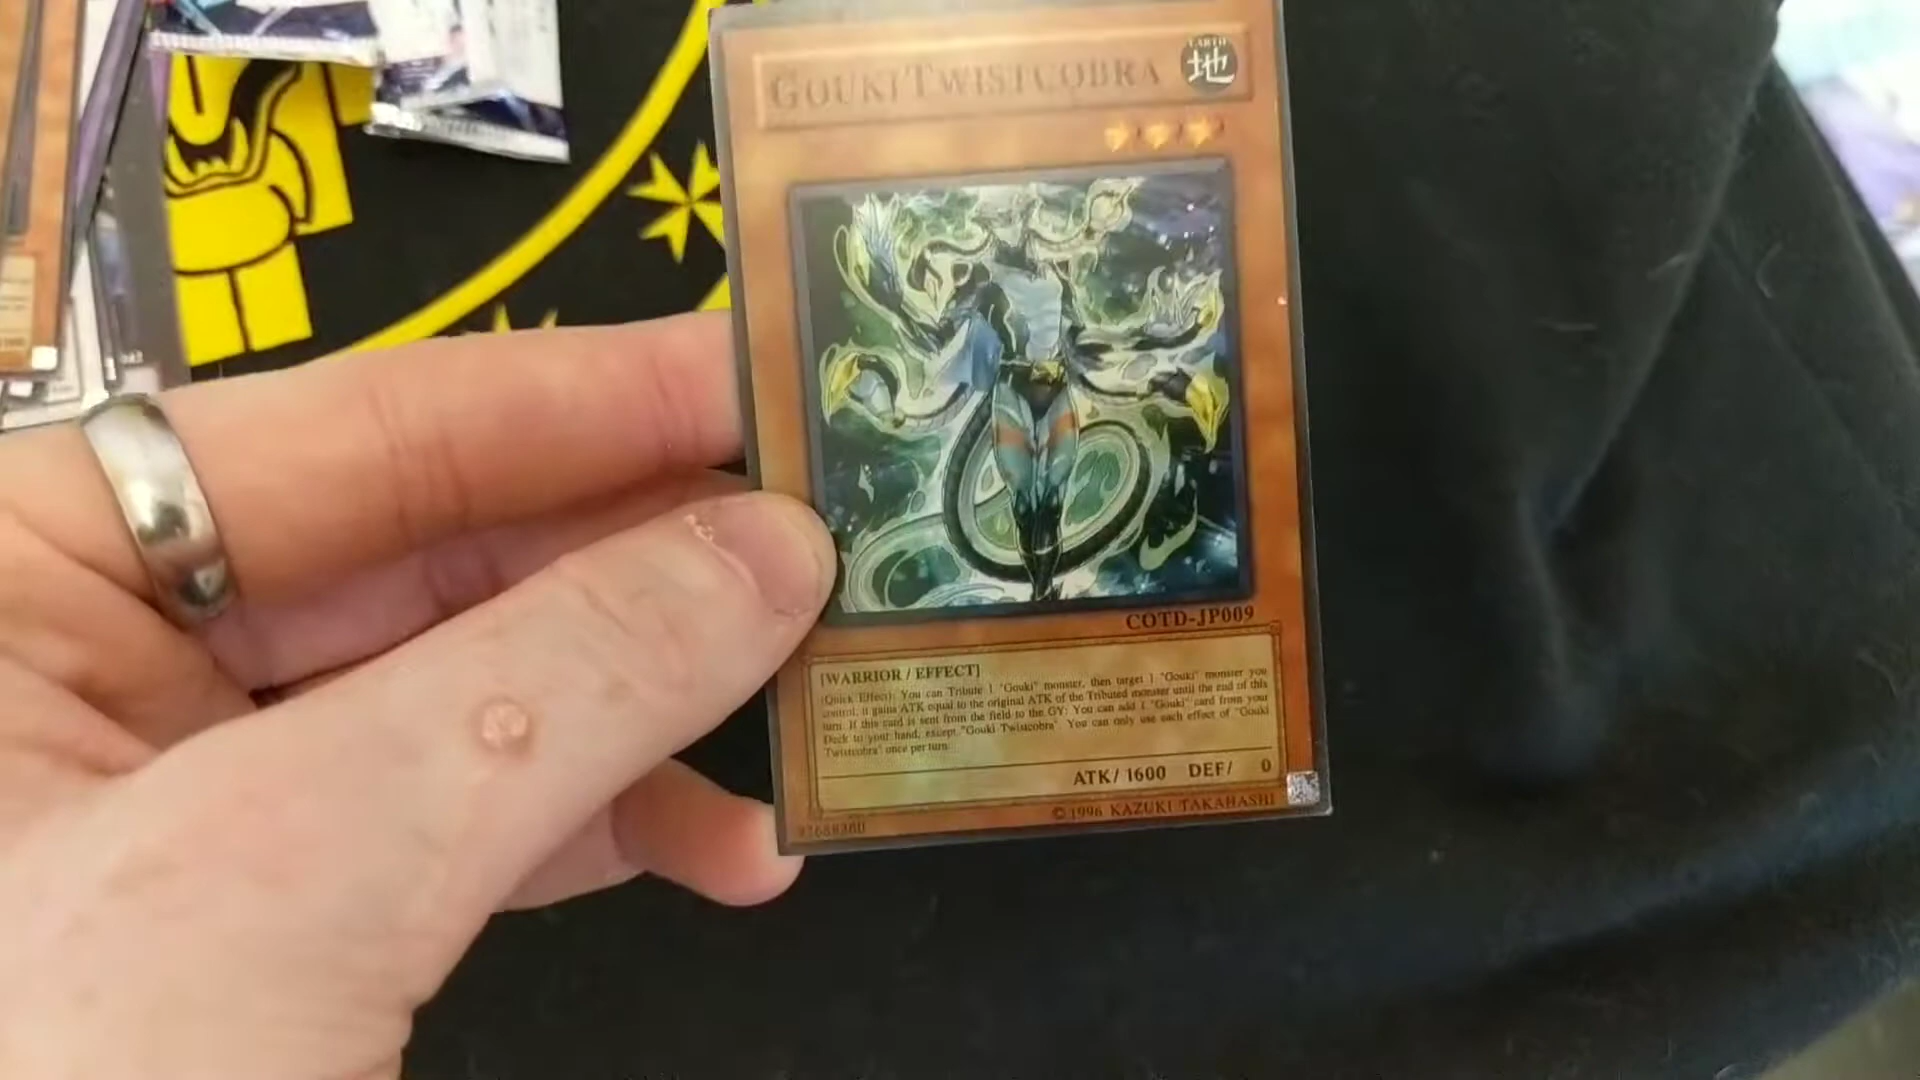 GOUKI TWISTCOBRA
EARTH
地
COTD-JP009
[WARRIOR / EFFECT]
(Quick Effect): You can Tribute 1 "Gouki" monster, then target 1 "Gouki" monster you
control; it gains ATK equal to the original ATK of the Tributed monster until the end of this
turn. If this card is sent from the field to the GY: You can add 1 "Gouki" card from your
Deck to your hand, except "Gouki Twistcobra". You can only use each effect of "Gouki
Twistcobra" once per turn.
ATK/ 1600 DEF/ 0
©1996 KAZUKI TAKAHASHI